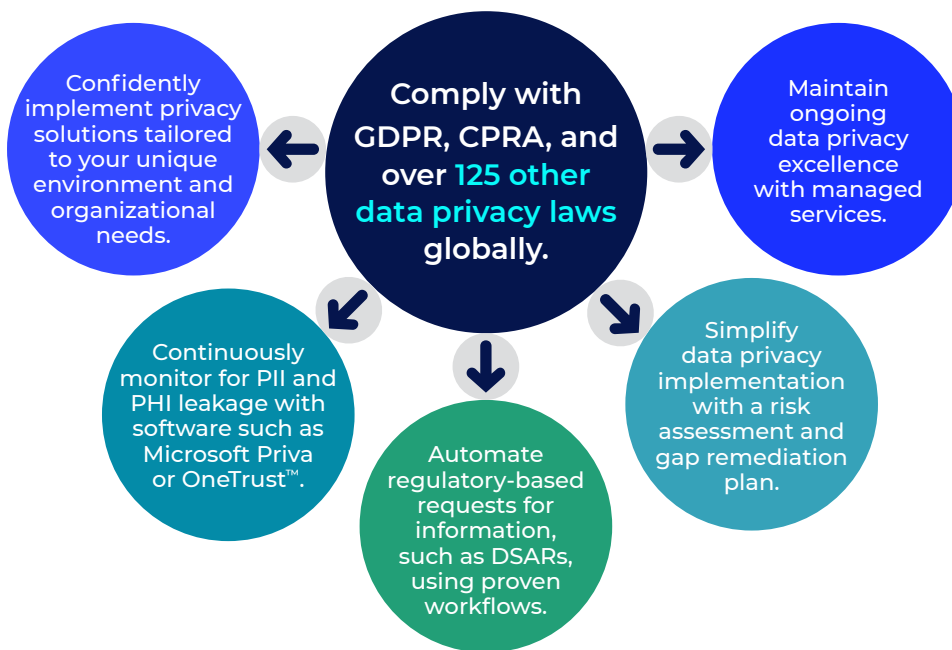 Confidently
implement privacy
solutions tailored
to your unique
environment and
organizational
needs.
Comply with
GDPR, CPRA, and
over 125 other
data privacy laws
globally.
Maintain
ongoing
data privacy
excellence
with managed
services.
Continuously
monitor for PII and
PHI leakage with
software such as
Microsoft Priva
or OneTrust™.
Automate
regulatory-based
requests for
information,
such as DSARs,
using proven
workflows.
Simplify
data privacy
implementation
with a risk
assessment and
gap remediation
plan.